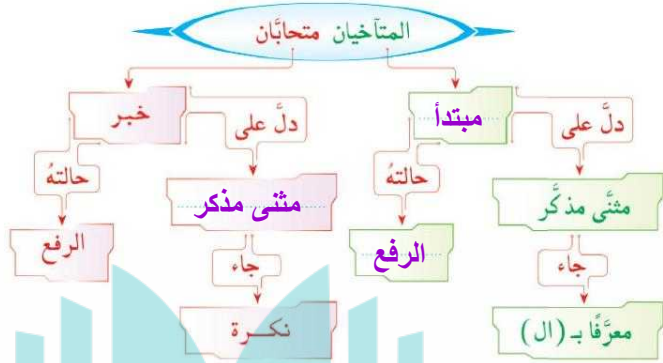 المتآخيان متحابَّان
مبتدأ
دلَّ على
حالتهُ
مثنَّى مذكَّر
الرفع
جاء
معرَّفًا بـ (ال)
خبر
دلَّ على
حالتهُ
مثنى مذكر
الرفع
جاء
نكـــرة